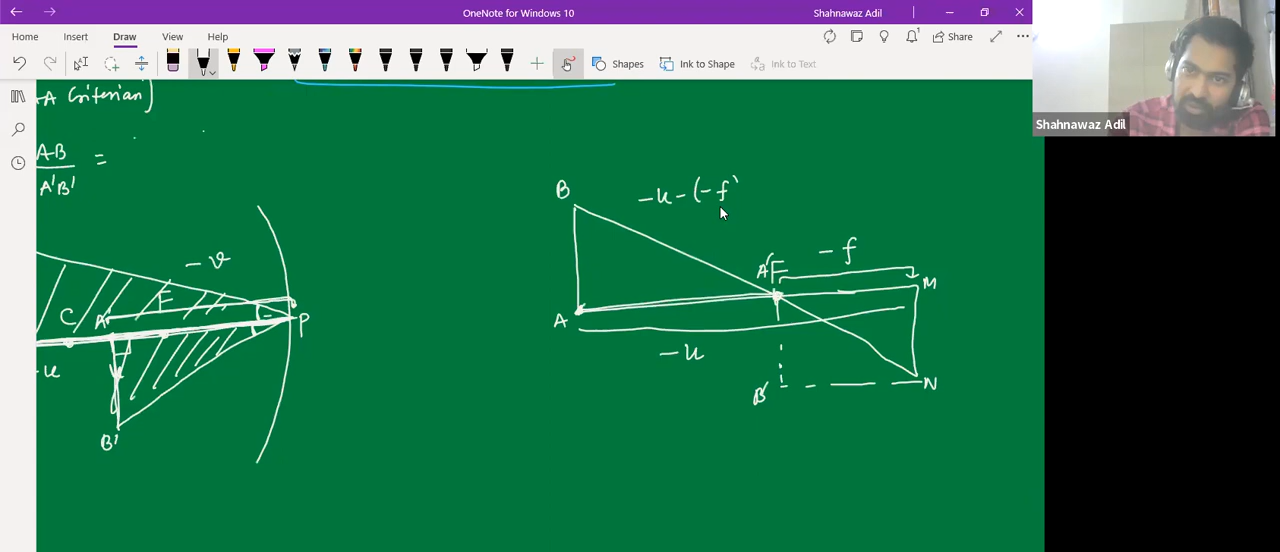 OneNote for Windows 10
Shahnawaz Adil
Home Insert Draw View Help
Share
Shapes
Ink to Shape
Ink to Text
-A Criterian)
AB
=
A'B'
B
-u-(-f)
-v
-f
A'F
M
F
C
A'
P
A
-u
-u
B'
N
B'
Shahnawaz Adil